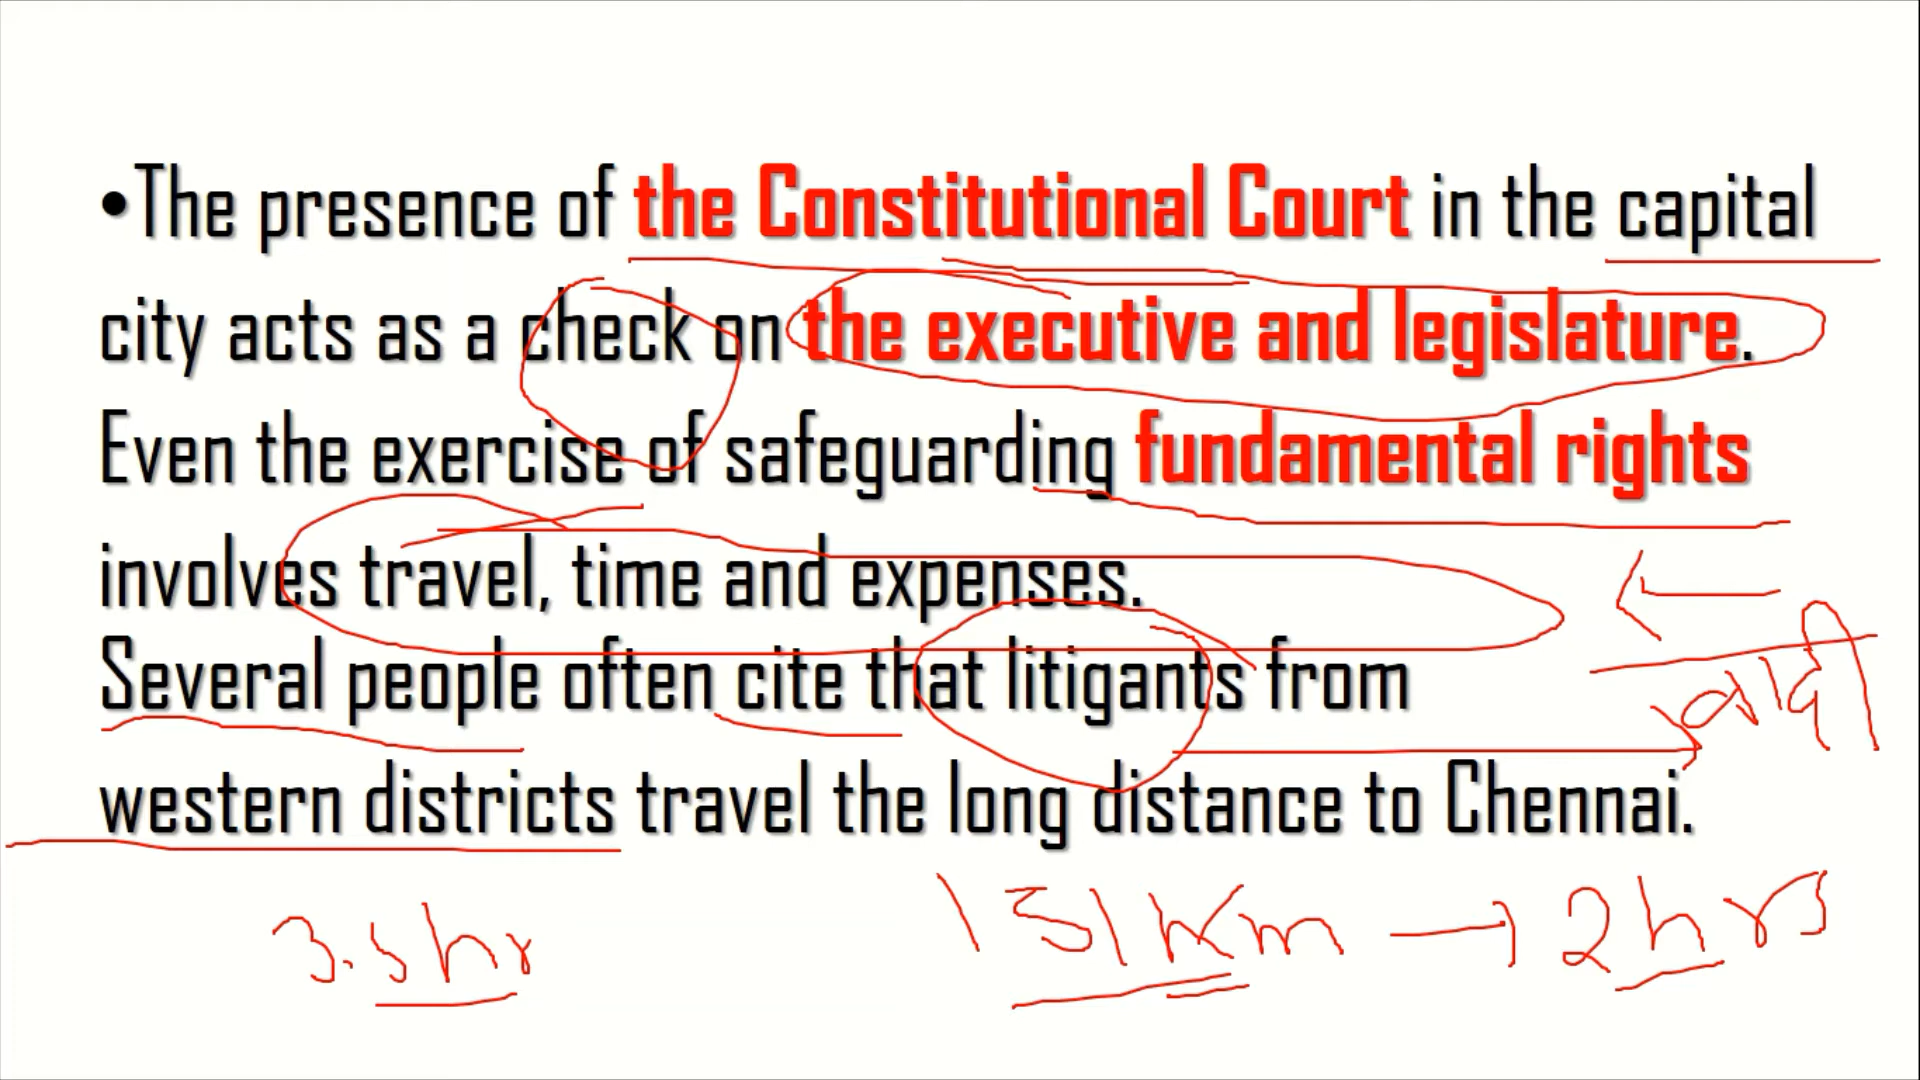 •The presence of the Constitutional Court in the capital
city acts as a check on the executive and legislature.
Even the exercise of safeguarding fundamental rights
involves travel, time and expenses.
Several people often cite that litigants from
western districts travel the long distance to Chennai.
3.5hr 151Km → 2hrs